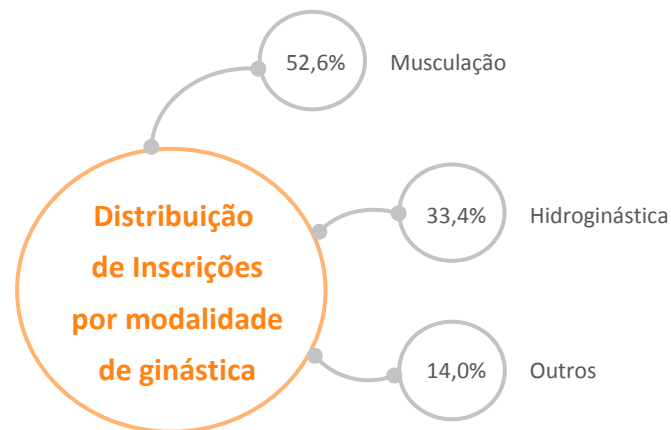 52,6% Musculação
Distribuição
de Inscrições
por modalidade
de ginástica
33,4% Hidroginástica
14,0% Outros